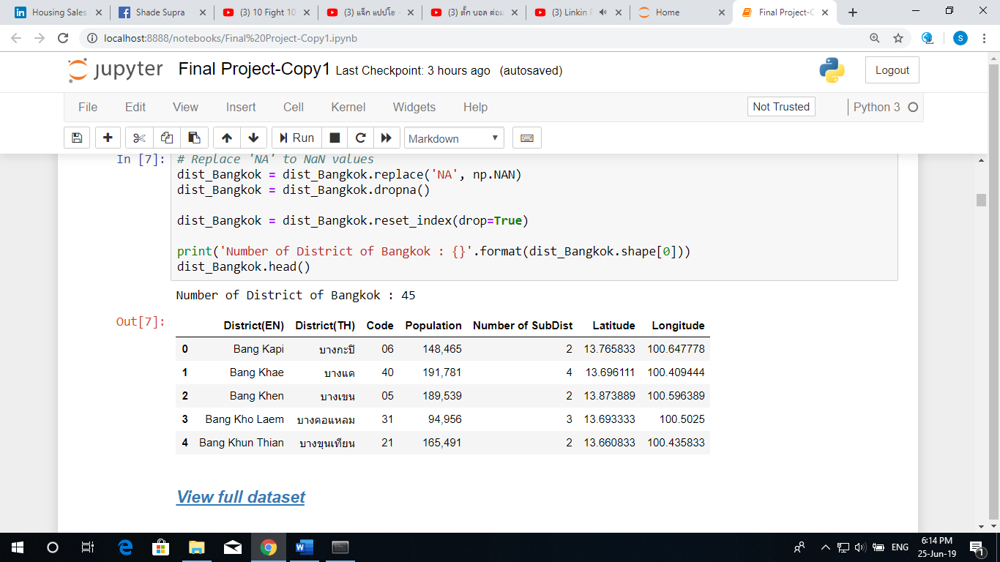 Housing Sales
Shade Supra
(3) 10 Fight 10
(3) แจ็ก แปปโฮ -
(3) ตั๊ก บอล ต่อม
(3) Linkin
Home
Final Project-C
localhost:8888/notebooks/Final%20Project-Copy1.ipynb
S
jupyter Final Project-Copy1 Last Checkpoint: 3 hours ago (autosaved)
Logout
File Edit View Insert Cell Kernel Widgets Help
Not Trusted
Python 3
Run
Markdown
In [7]:
# Replace 'NA' to NaN values
dist_Bangkok = dist_Bangkok.replace('NA', np.NAN)
dist_Bangkok = dist_Bangkok.dropna()
dist_Bangkok = dist_Bangkok.reset_index(drop=True)
print('Number of District of Bangkok : {}'.format(dist_Bangkok.shape[0]))
dist_Bangkok.head()
Number of District of Bangkok : 45
Out[7]:
District(EN) District(TH) Code Population Number of SubDist Latitude Longitude
0 Bang Kapi บางกะปิ 06 148,465 2 13.765833 100.647778
1 Bang Khae บางแค 40 191,781 4 13.696111 100.409444
2 Bang Khen บางเขน 05 189,539 2 13.873889 100.596389
3 Bang Kho Laem บางคอแหลม 31 94,956 3 13.693333 100.5025
4 Bang Khun Thian บางขุนเทียน 21 165,491 2 13.660833 100.435833
View full dataset
ENG
6:14 PM
25-Jun-19
1